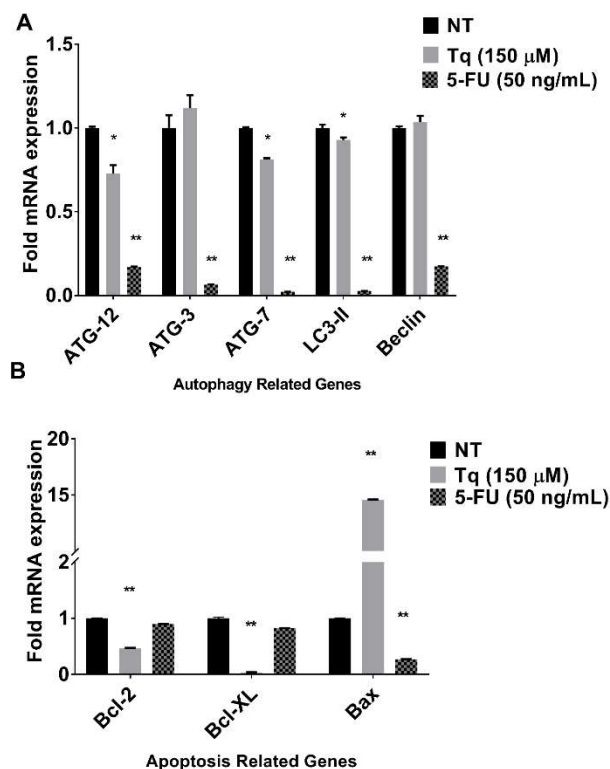 A
NT
Tq (150 μM)
5-FU (50 ng/mL)
Fold mRNA expression
1.5
1.0
0.5
0.0
*
**
**
*
**
*
**
**
ATG-12
ATG-3
ATG-7
LC3-II
Beclin
Autophagy Related Genes
B
NT
Tq (150 μM)
5-FU (50 ng/mL)
Fold mRNA expression
20
15
2
1
0
**
**
**
**
Bcl-2
Bcl-XL
Bax
Apoptosis Related Genes